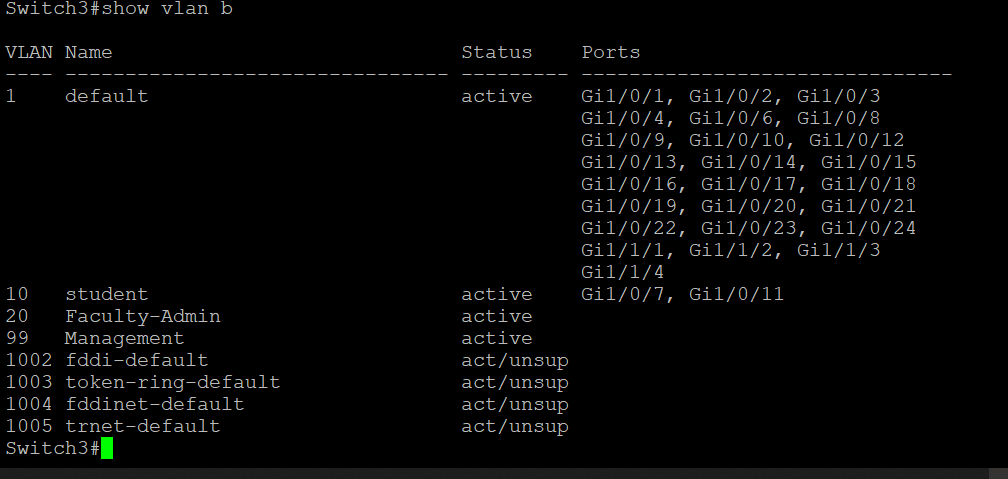 Switch3#show vlan b
VLAN Name                             Status    Ports
---- -------------------------------- --------- -------------------------------
1    default                          active    Gi1/0/1, Gi1/0/2, Gi1/0/3
                                                Gi1/0/4, Gi1/0/6, Gi1/0/8
                                                Gi1/0/9, Gi1/0/10, Gi1/0/12
                                                Gi1/0/13, Gi1/0/14, Gi1/0/15
                                                Gi1/0/16, Gi1/0/17, Gi1/0/18
                                                Gi1/0/19, Gi1/0/20, Gi1/0/21
                                                Gi1/0/22, Gi1/0/23, Gi1/0/24
                                                Gi1/1/1, Gi1/1/2, Gi1/1/3
                                                Gi1/1/4
10   student                          active    Gi1/0/7, Gi1/0/11
20   Faculty-Admin                    active
99   Management                       active
1002 fddi-default                     act/unsup
1003 token-ring-default               act/unsup
1004 fddinet-default                  act/unsup
1005 trnet-default                    act/unsup
Switch3#